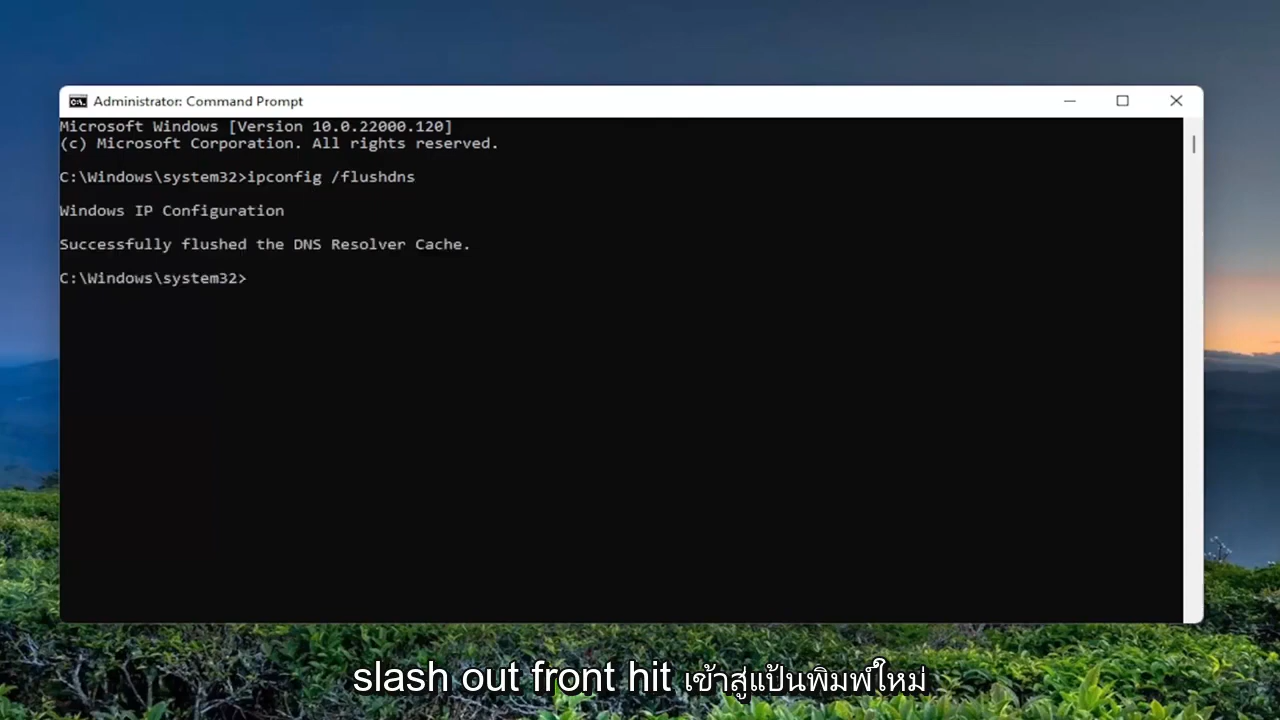 Administrator: Command Prompt
Microsoft Windows [Version 10.0.22000.120]
(c) Microsoft Corporation. All rights reserved.
C:\Windows\system32>ipconfig /flushdns
Windows IP Configuration
Successfully flushed the DNS Resolver Cache.
C:\Windows\system32>
slash out front hit เข้าสู่แป้นพิมพ์ใหม่